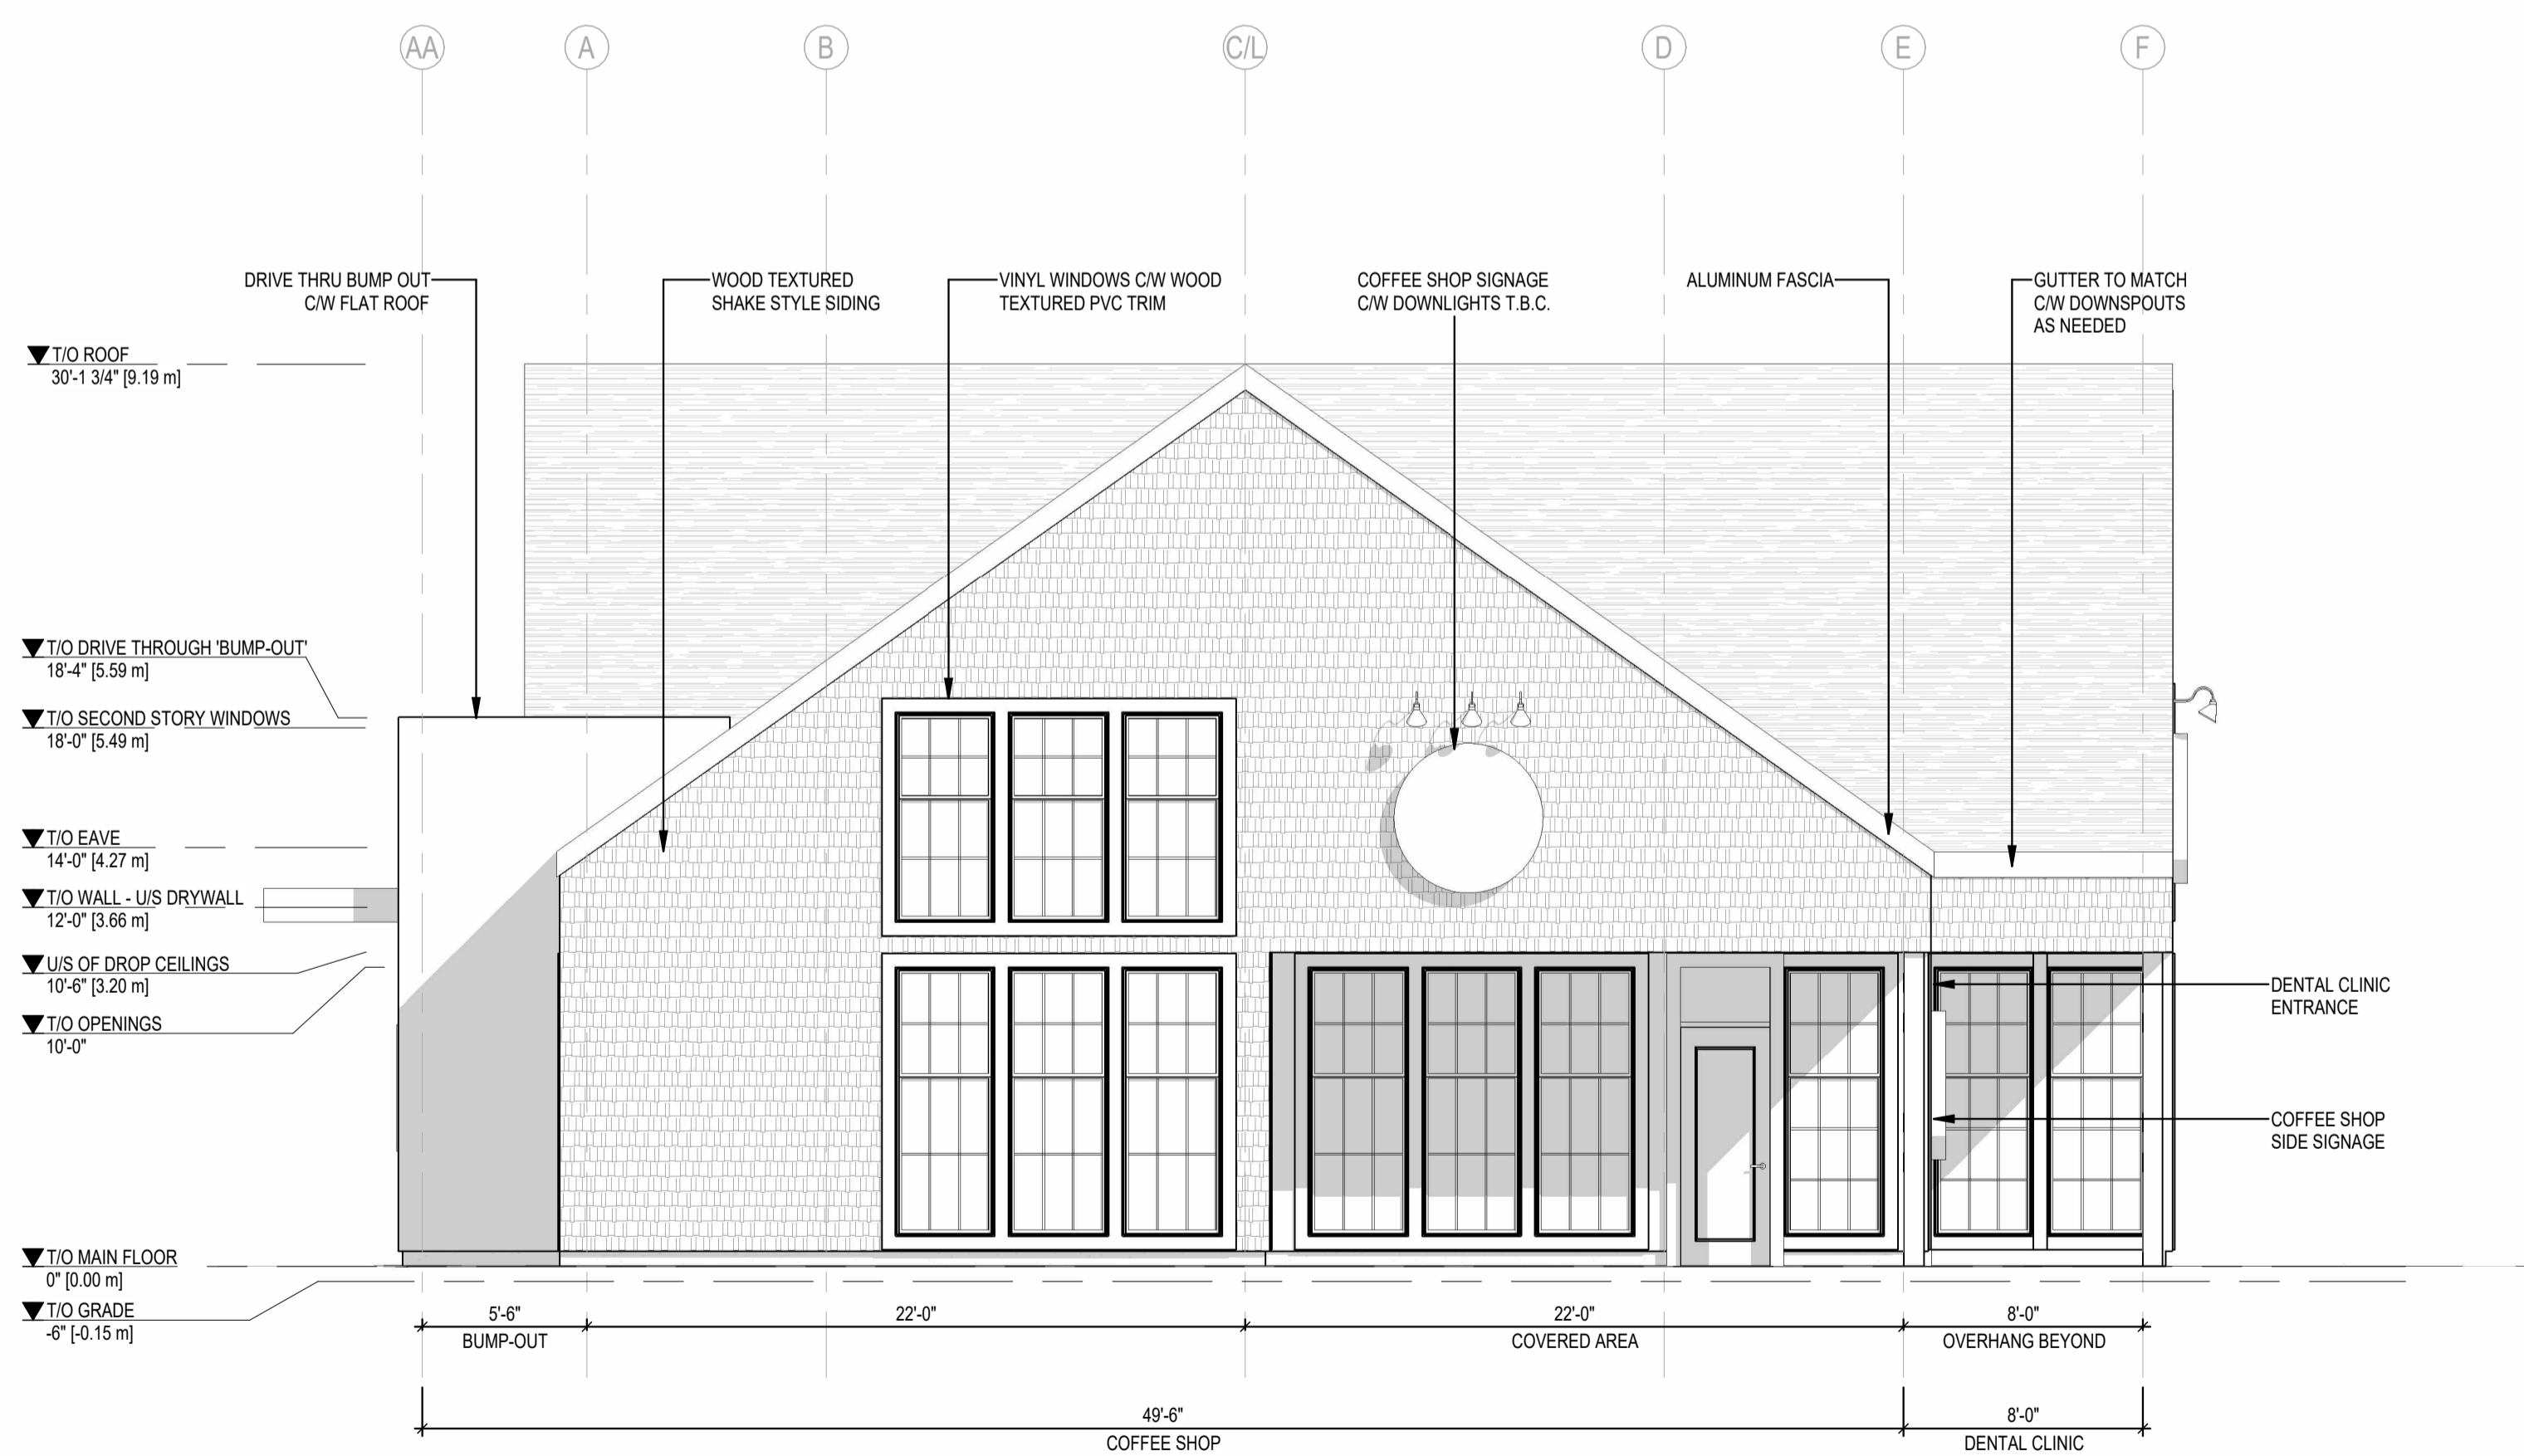 AA
A
B
C/L
D
E
F
DRIVE THRU BUMP OUT
C/W FLAT ROOF
WOOD TEXTURED
SHAKE STYLE SIDING
VINYL WINDOWS C/W WOOD
TEXTURED PVC TRIM
COFFEE SHOP SIGNAGE
C/W DOWNLIGHTS T.B.C.
ALUMINUM FASCIA
GUTTER TO MATCH
C/W DOWNSPOUTS
AS NEEDED
T/O ROOF
30'-1 3/4" [9.19 m]
T/O DRIVE THROUGH 'BUMP-OUT'
18'-4" [5.59 m]
T/O SECOND STORY WINDOWS
18'-0" [5.49 m]
T/O EAVE
14'-0" [4.27 m]
T/O WALL - U/S DRYWALL
12'-0" [3.66 m]
U/S OF DROP CEILINGS
10'-6" [3.20 m]
T/O OPENINGS
10'-0"
T/O MAIN FLOOR
0" [0.00 m]
T/O GRADE
-6" [-0.15 m]
DENTAL CLINIC
ENTRANCE
COFFEE SHOP
SIDE SIGNAGE
5'-6"
BUMP-OUT
22'-0"
22'-0"
COVERED AREA
8'-0"
OVERHANG BEYOND
49'-6"
COFFEE SHOP
8'-0"
DENTAL CLINIC